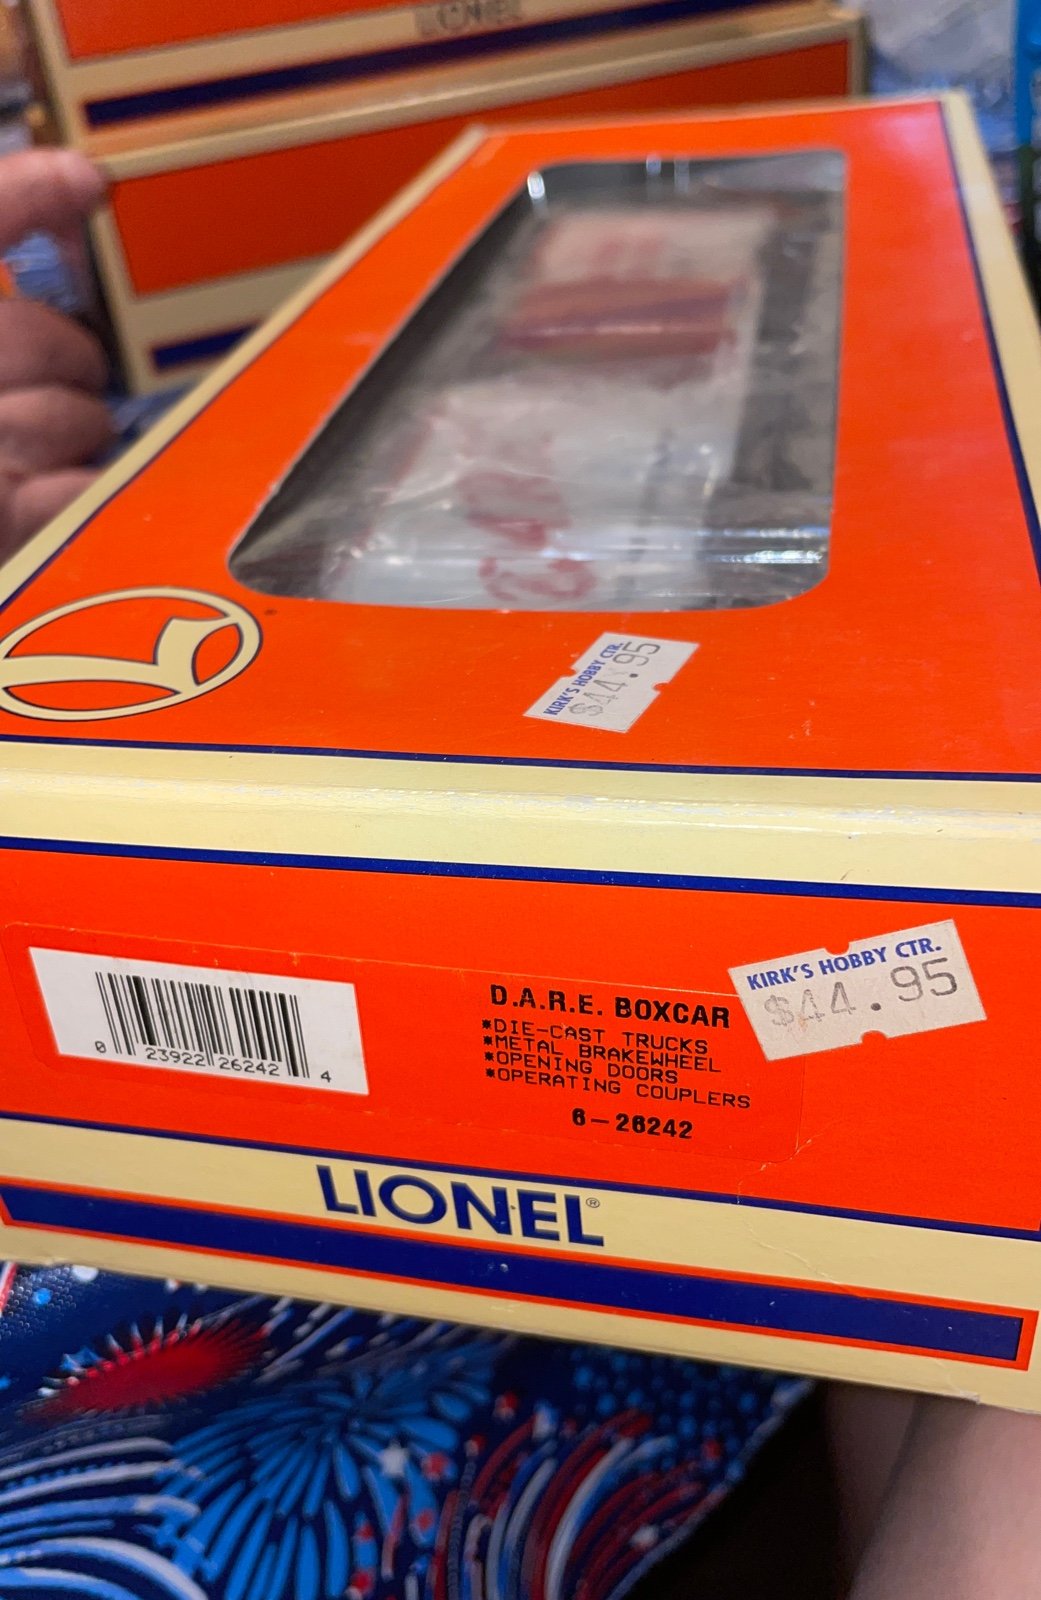 LIONEL
KIRK'S HOBBY CTR.
$44.95
KIRK'S HOBBY CTR.
$44.95
D.A.R.E. BOXCAR
*DIE-CAST TRUCKS
*METAL BRAKEWHEEL
*OPENING DOORS
*OPERATING COUPLERS
6-26242
0 23922 26242 4
LIONEL®